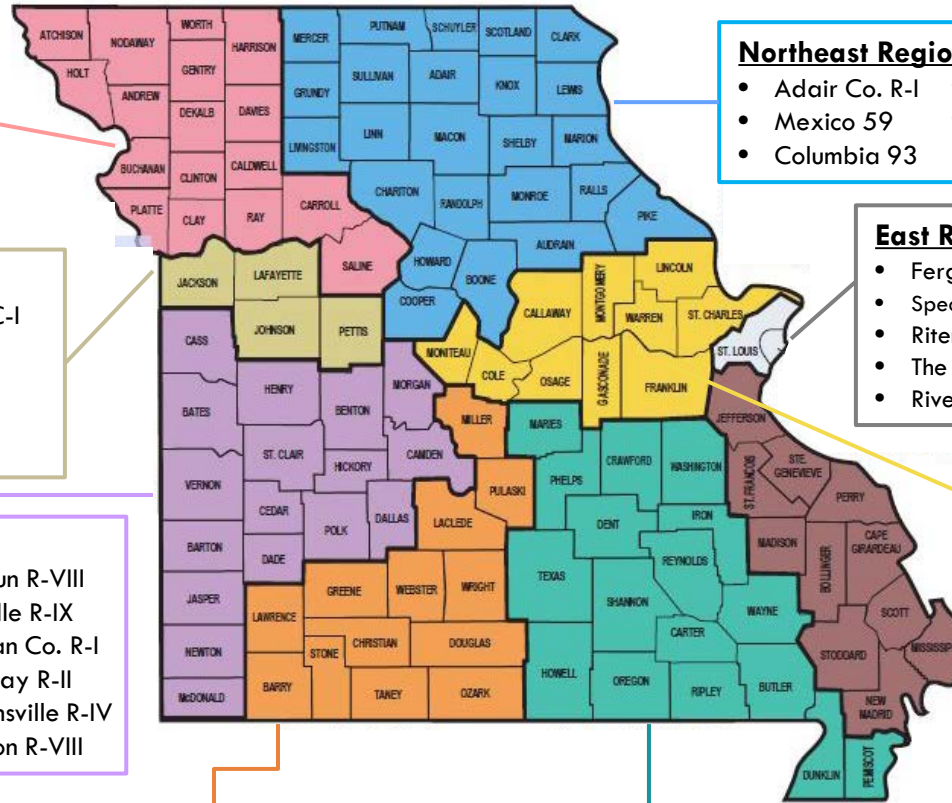 ATCHISON
NODAWAY
WORTH
HARRISON
MERCER
PUTNAM
SCHUYLER
SCOTLAND
CLARK
HOLT
GENTRY
ANDREW
DEKALB
DAVIES
GRUNDY
SULLIVAN
ADAIR
KNOX
LEWIS
BUCHANAN
CLINTON
CALDWELL
LIVINGSTON
LINN
MACON
SHELBY
MARION
PLATTE
CLAY
RAY
CARROLL
CHARITON
RANDOLPH
MONROE
RALLS
PIKE
SALINE
HOWARD
BOONE
AUDRAIN
COOPER
JACKSON
LAFAYETTE
JOHNSON
PETTIS
CALLAWAY
MONTGOMERY
LINCOLN
WARREN
ST. CHARLES
ST. LOUIS
MONITEAU
COLE
OSAGE
GASCONADE
FRANKLIN
CASS
HENRY
BENTON
MORGAN
BATES
ST. CLAIR
HICKORY
CAMDEN
VERNON
CEDAR
POLK
DALLAS
BARTON
DADE
JASPER
NEWTON
McDONALD
MILLER
PULASKI
LACLEDE
GREENE
WEBSTER
WRIGHT
LAWRENCE
CHRISTIAN
DOUGLAS
STONE
BARRY
TANEY
OZARK
MARIES
PHELPS
CRAWFORD
WASHINGTON
DENT
IRON
REYNOLDS
TEXAS
SHANNON
WAYNE
CARTER
HOWELL
OREGON
RIPLEY
BUTLER
DUNKLIN
PEMISCOT
JEFFERSON
STE. GENEVIEVE
ST. FRANCOIS
PERRY
MADISON
BOLLINGER
CAPE GIRARDEAU
SCOTT
STODDARD
MISSISSIP
NEW MADRID
Northeast Regio
• Adair Co. R-I
• Mexico 59
• Columbia 93
East R
• Ferg
• Spec
• Rite
• The
• Rive
C-I
un R-VIII
lle R-IX
an Co. R-I
ay R-II
nsville R-IV
on R-VIII